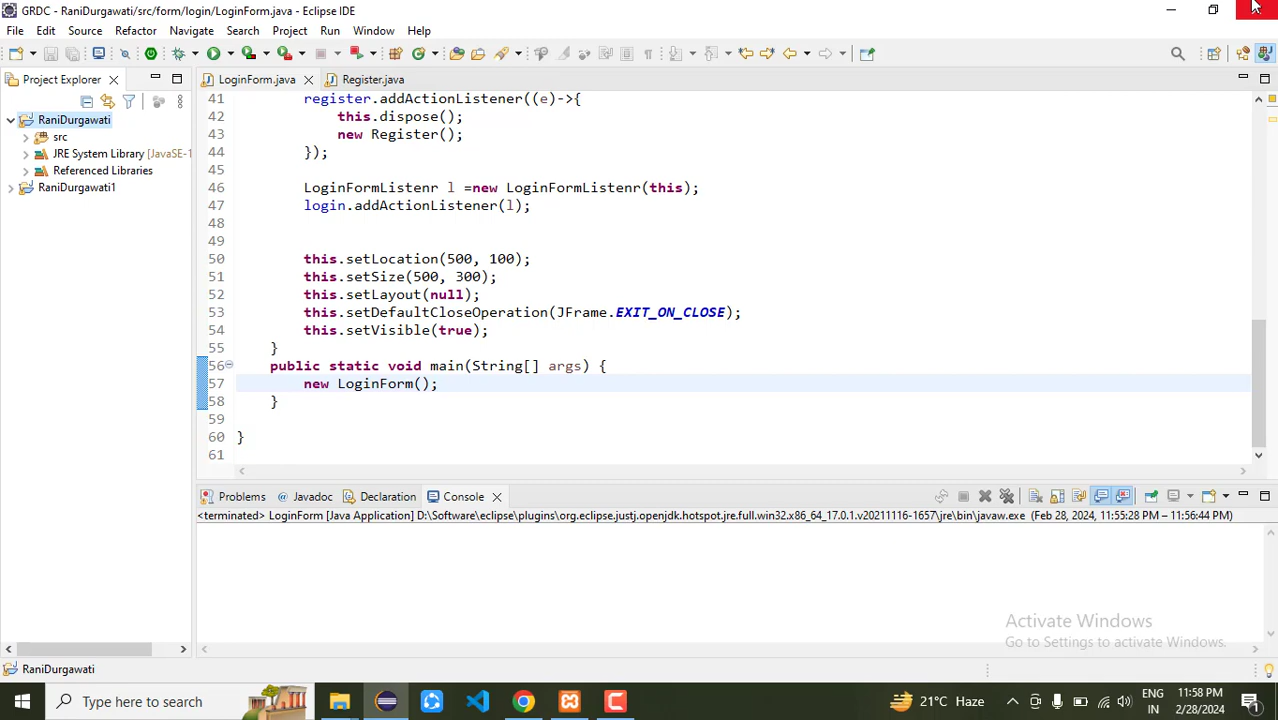 GRDC - RaniDurgawati/src/form/login/LoginForm.java - Eclipse IDE
File Edit Source Refactor Navigate Search Project Run Window Help
Project Explorer
LoginForm.java
Register.java
RaniDurgawati
src
JRE System Library [JavaSE-1
Referenced Libraries
RaniDurgawati1
41 register.addActionListener((e)->{
42 this.dispose();
43 new Register();
44 });
45
46 LoginFormListenr l =new LoginFormListenr(this);
47 login.addActionListener(l);
48
49
50 this.setLocation(500, 100);
51 this.setSize(500, 300);
52 this.setLayout(null);
53 this.setDefaultCloseOperation(JFrame.EXIT_ON_CLOSE);
54 this.setVisible(true);
55 }
56 public static void main(String[] args) {
57 new LoginForm();
58 }
59
60 }
61
Problems Javadoc Declaration Console
<terminated> LoginForm [Java Application] D:\Software\eclipse\plugins\org.eclipse.justj.openjdk.hotspot.jre.full.win32.x86_64_17.0.1.v20211116-1657\jre\bin\javaw.exe (Feb 28, 2024, 11:55:28 PM – 11:56:44 PM)
Activate Windows
Go to Settings to activate Windows.
RaniDurgawati
Type here to search
21°C Haze
ENG
IN
11:58 PM
2/28/2024
1